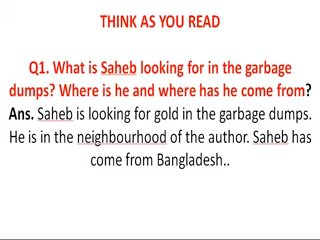 THINK AS YOU READ
Q1. What is Saheb looking for in the garbage
dumps? Where is he and where has he come from?
Ans. Saheb is looking for gold in the garbage dumps.
He is in the neighbourhood of the author. Saheb has
come from Bangladesh..